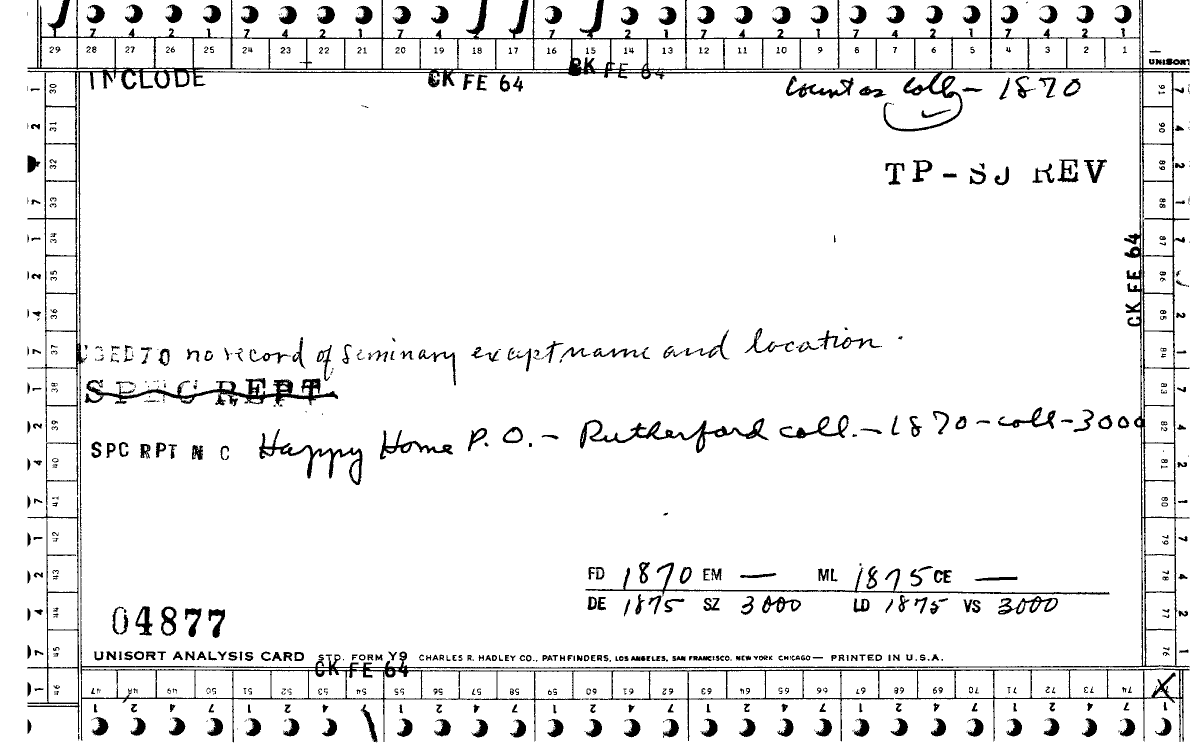 7 4 2 1 7 4 2 1 7 4 2 1 7 4 2 1 7 4 2 1 7 4 2 1 7 4 2 1
29 28 27 26 25 24 23 22 21 20 19 18 17 16 15 14 13 12 11 10 9 8 7 6 5 4 3 2 1
UNISORT
INCLUDE CK FE 64 CK FE 64 Count as coll - 1870
TP - SJ REV
CK FE 64
USED70 no record of seminary except name and location.
SPEC REPT
SPC RPT N C Happy Home P. O. - Rutherford coll. - 1870 - coll - 3000
FD 1870 EM — ML 1875 CE —
DE 1875 SZ 3000 LD 1875 VS 3000
04877
UNISORT ANALYSIS CARD STD. FORM Y9 CHARLES R. HADLEY CO., PATHFINDERS, LOS ANGELES, SAN FRANCISCO, NEW YORK CHICAGO — PRINTED IN U.S.A.
CK FE 64
30 31 32 33 34 35 36 37 38 39 40 41 42 43 44 45 46
47 48 49 50 51 52 53 54 55 56 57 58 59 60 61 62 63 64 65 66 67 68 69 70 71 72 73 74
91 90 89 88 87 86 85 84 83 82 81 80 79 78 77 76